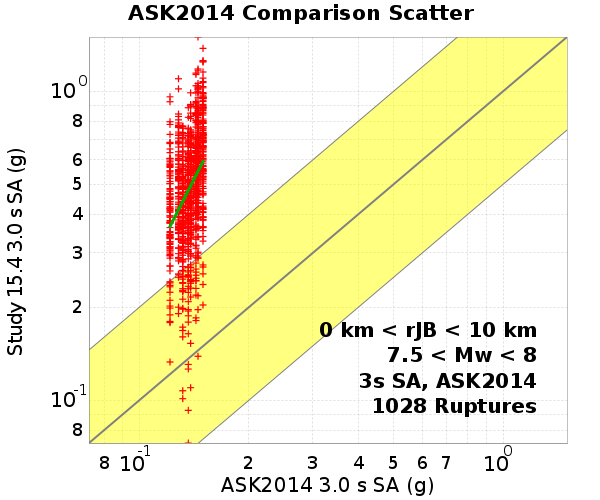 ASK2014 Comparison Scatter
Study 15.4 3.0 s SA (g)
10^0
8
6
5
4
3
2
10^-1
8
0 km < rJB < 10 km
7.5 < Mw < 8
3s SA, ASK2014
1028 Ruptures
8 10^-1 2 3 4 5 6 7 10^0
ASK2014 3.0 s SA (g)